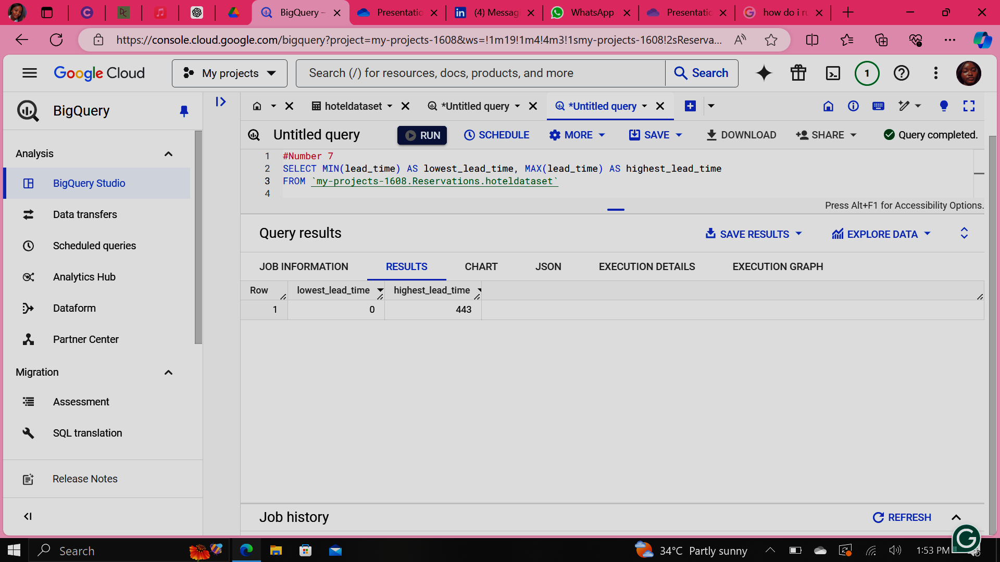 BigQuery –
Presentatio
(4) Messag
WhatsApp
Presentatic
how do i ru
https://console.cloud.google.com/bigquery?project=my-projects-1608&ws=!1m19!1m4!4m3!1smy-projects-1608!2sReserva...
Google Cloud
My projects
Search (/) for resources, docs, products, and more
Search
1
BigQuery
hoteldataset
*Untitled query
*Untitled query
Untitled query
RUN
SCHEDULE
MORE
SAVE
DOWNLOAD
SHARE
Query completed.
Analysis
BigQuery Studio
Data transfers
Scheduled queries
Analytics Hub
Dataform
Partner Center
Migration
Assessment
SQL translation
Release Notes
1 #Number 7
2 SELECT MIN(lead_time) AS lowest_lead_time, MAX(lead_time) AS highest_lead_time
3 FROM `my-projects-1608.Reservations.hoteldataset`
4
Press Alt+F1 for Accessibility Options.
Query results
SAVE RESULTS
EXPLORE DATA
JOB INFORMATION
RESULTS
CHART
JSON
EXECUTION DETAILS
EXECUTION GRAPH
Row lowest_lead_time highest_lead_time
1 0 443
Job history
REFRESH
Search
34°C Partly sunny
1:53 PM